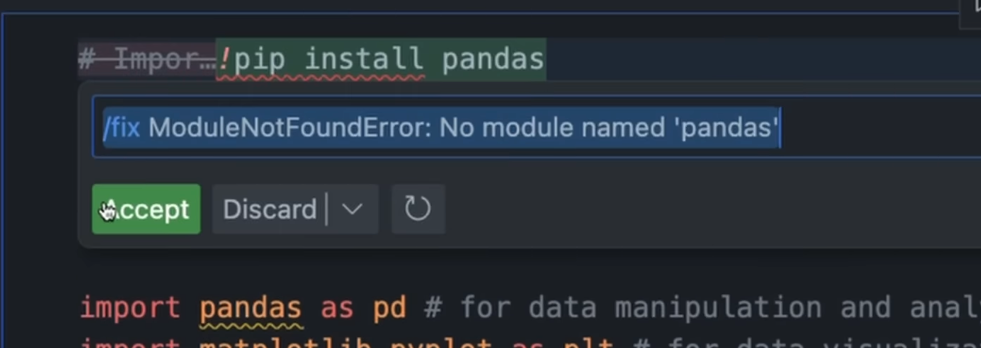 # Impor…!pip install pandas
/fix ModuleNotFoundError: No module named 'pandas'
Accept Discard
import pandas as pd # for data manipulation and anal
import matplotlib.pyplot as plt # for data visualiza